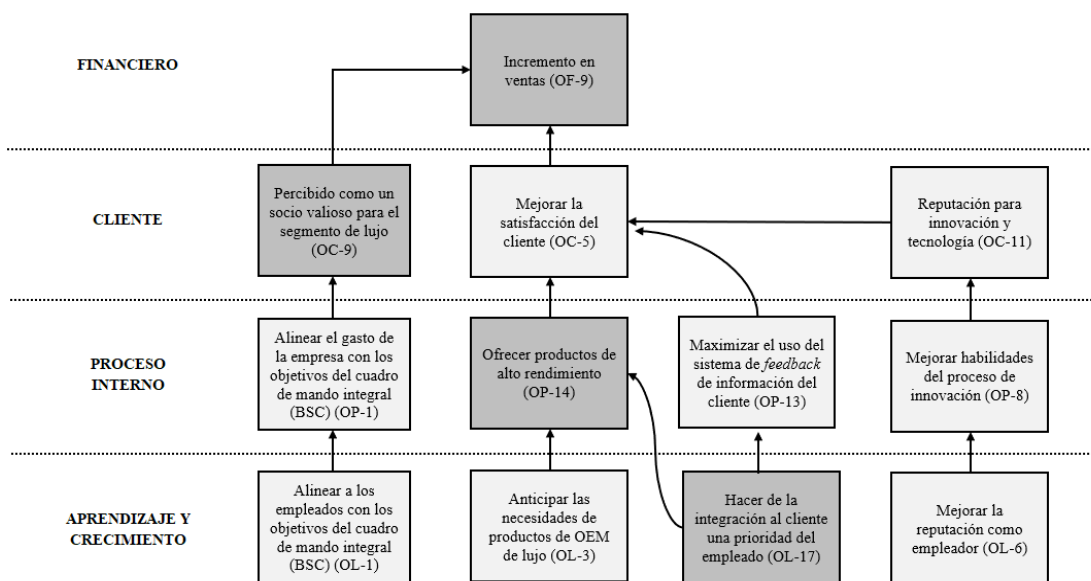 FINANCIERO
Incremento en
ventas (OF-9)
CLIENTE
Percibido como un
socio valioso para el
segmento de lujo
(OC-9)
Mejorar la
satisfacción del
cliente (OC-5)
Reputación para
innovación y
tecnología (OC-11)
PROCESO
INTERNO
Alinear el gasto de
la empresa con los
objetivos del cuadro
de mando integral
(BSC) (OP-1)
Ofrecer productos de
alto rendimiento
(OP-14)
Maximizar el uso del
sistema de feedback
de información del
cliente (OP-13)
Mejorar habilidades
del proceso de
innovación (OP-8)
APRENDIZAJE Y
CRECIMIENTO
Alinear a los
empleados con los
objetivos del cuadro
de mando integral
(BSC) (OL-1)
Anticipar las
necesidades de
productos de OEM
de lujo (OL-3)
Hacer de la
integración al cliente
una prioridad del
empleado (OL-17)
Mejorar la
reputación como
empleador (OL-6)